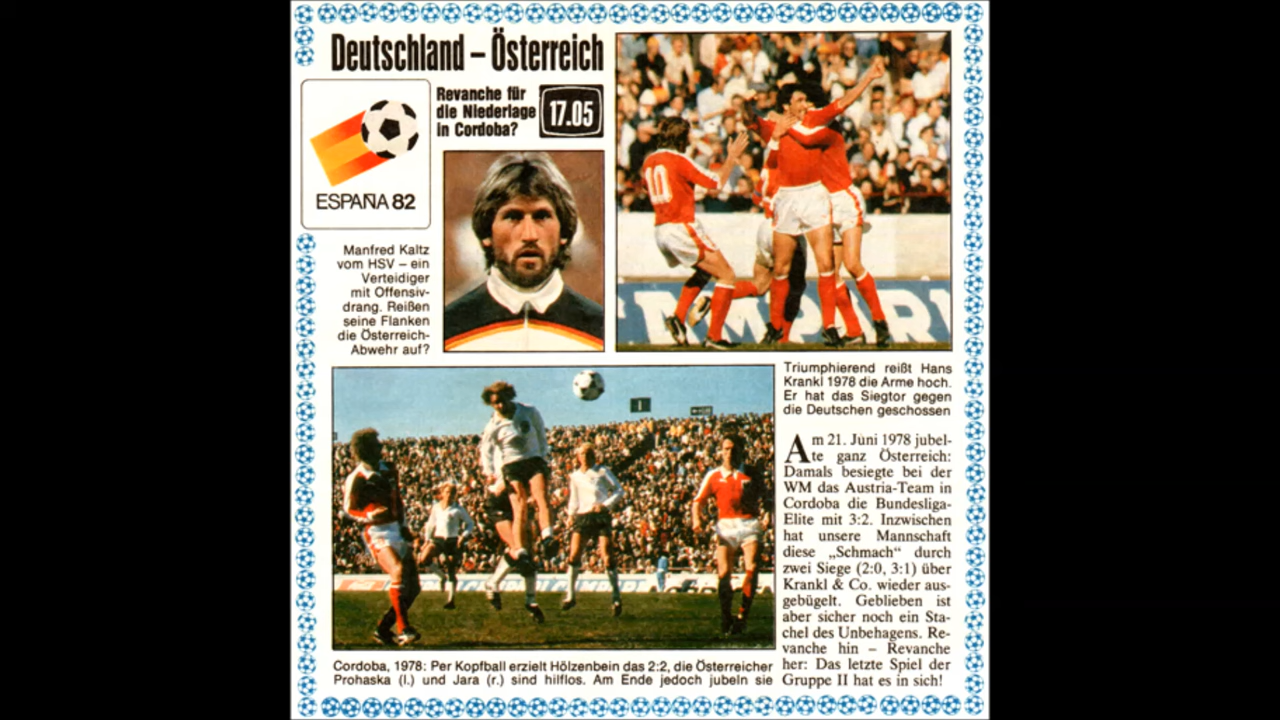 Deutschland – Österreich
Revanche für
die Niederlage
in Cordoba?
17.05
ESPAÑA 82
Manfred Kaltz
vom HSV – ein
Verteidiger
mit Offensiv-
drang. Reißen
seine Flanken
die Österreich-
Abwehr auf?
10
Triumphierend reißt Hans
Krankl 1978 die Arme hoch.
Er hat das Siegtor gegen
die Deutschen geschossen
Am 21. Juni 1978 jubel-
te ganz Österreich:
Damals besiegte bei der
WM das Austria-Team in
Cordoba die Bundesliga-
Elite mit 3:2. Inzwischen
hat unsere Mannschaft
diese „Schmach“ durch
zwei Siege (2:0, 3:1) über
Krankl & Co. wieder aus-
gebügelt. Geblieben ist
aber sicher noch ein Sta-
chel des Unbehagens. Re-
vanche hin – Revanche
her: Das letzte Spiel der
Gruppe II hat es in sich!
Cordoba, 1978: Per Kopfball erzielt Hölzenbein das 2:2, die Österreicher
Prohaska (l.) und Jara (r.) sind hilflos. Am Ende jedoch jubeln sie